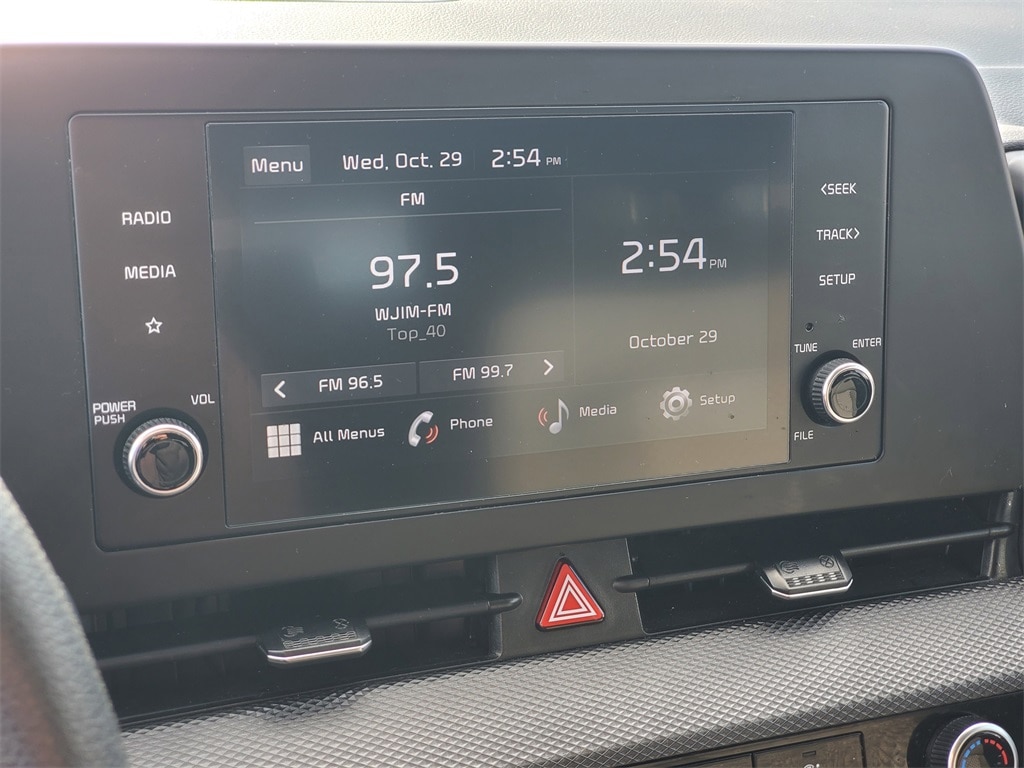 RADIO
MEDIA
POWER
PUSH
VOL
Menu
Wed, Oct. 29
2:54 PM
FM
97.5
WJIM-FM
Top_40
FM 96.5
FM 99.7
2:54 PM
October 29
All Menus
Phone
Media
Setup
<SEEK
TRACK>
SETUP
TUNE
ENTER
FILE